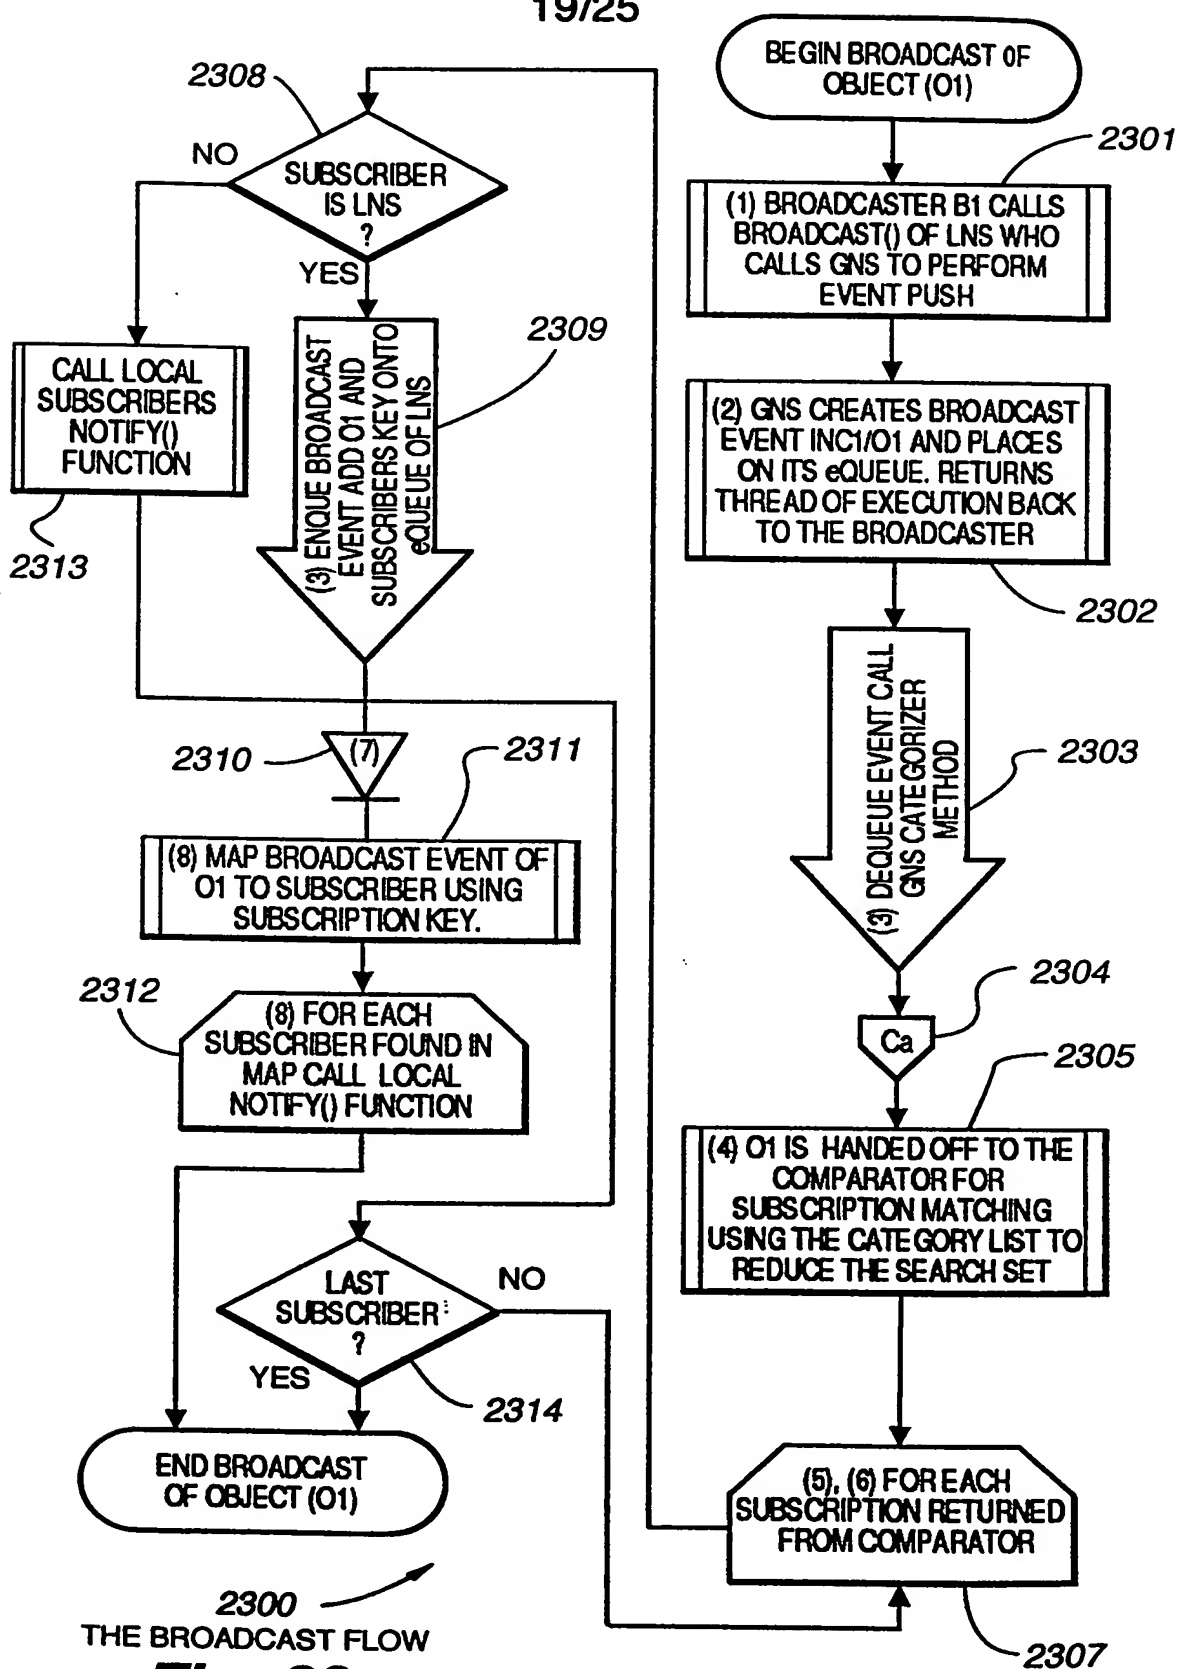 19/25
BEGIN BROADCAST OF
OBJECT (O1)
2301
(1) BROADCASTER B1 CALLS
BROADCAST() OF LNS WHO
CALLS GNS TO PERFORM
EVENT PUSH
(2) GNS CREATES BROADCAST
EVENT INC1/O1 AND PLACES
ON ITS eQUEUE. RETURNS
THREAD OF EXECUTION BACK
TO THE BROADCASTER
2302
(3) DEQUEUE EVENT CALL
GNS CATEGORIZER
METHOD
2303
2304
Ca
2305
(4) O1 IS HANDED OFF TO THE
COMPARATOR FOR
SUBSCRIPTION MATCHING
USING THE CATEGORY LIST TO
REDUCE THE SEARCH SET
(5), (6) FOR EACH
SUBSCRIPTION RETURNED
FROM COMPARATOR
2307
2308
NO
SUBSCRIBER
IS LNS
?
YES
2309
(3) ENQUE BROADCAST
EVENT ADD O1 AND
SUBSCRIBERS KEY ONTO
eQUEUE OF LNS
CALL LOCAL
SUBSCRIBERS
NOTIFY()
FUNCTION
2313
2310
(7)
2311
(8) MAP BROADCAST EVENT OF
O1 TO SUBSCRIBER USING
SUBSCRIPTION KEY.
2312
(8) FOR EACH
SUBSCRIBER FOUND IN
MAP CALL LOCAL
NOTIFY() FUNCTION
LAST
SUBSCRIBER
?
NO
YES
2314
END BROADCAST
OF OBJECT (O1)
2300
THE BROADCAST FLOW